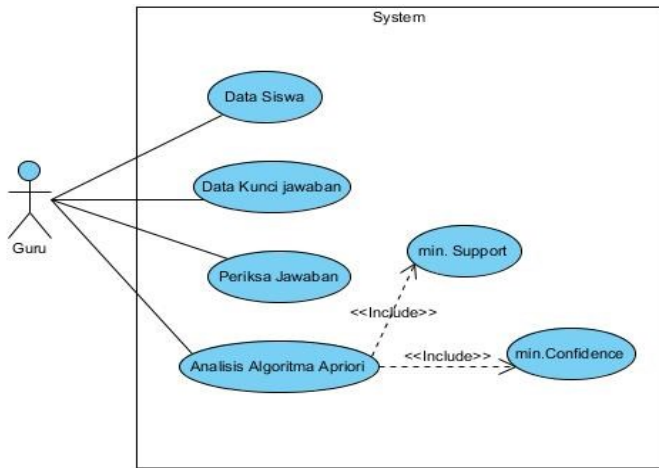 System
Data Siswa
Data Kunci jawaban
Guru
Periksa Jawaban
min. Support
<<Include>>
Analisis Algoritma Apriori
<<Include>>
min.Confidence